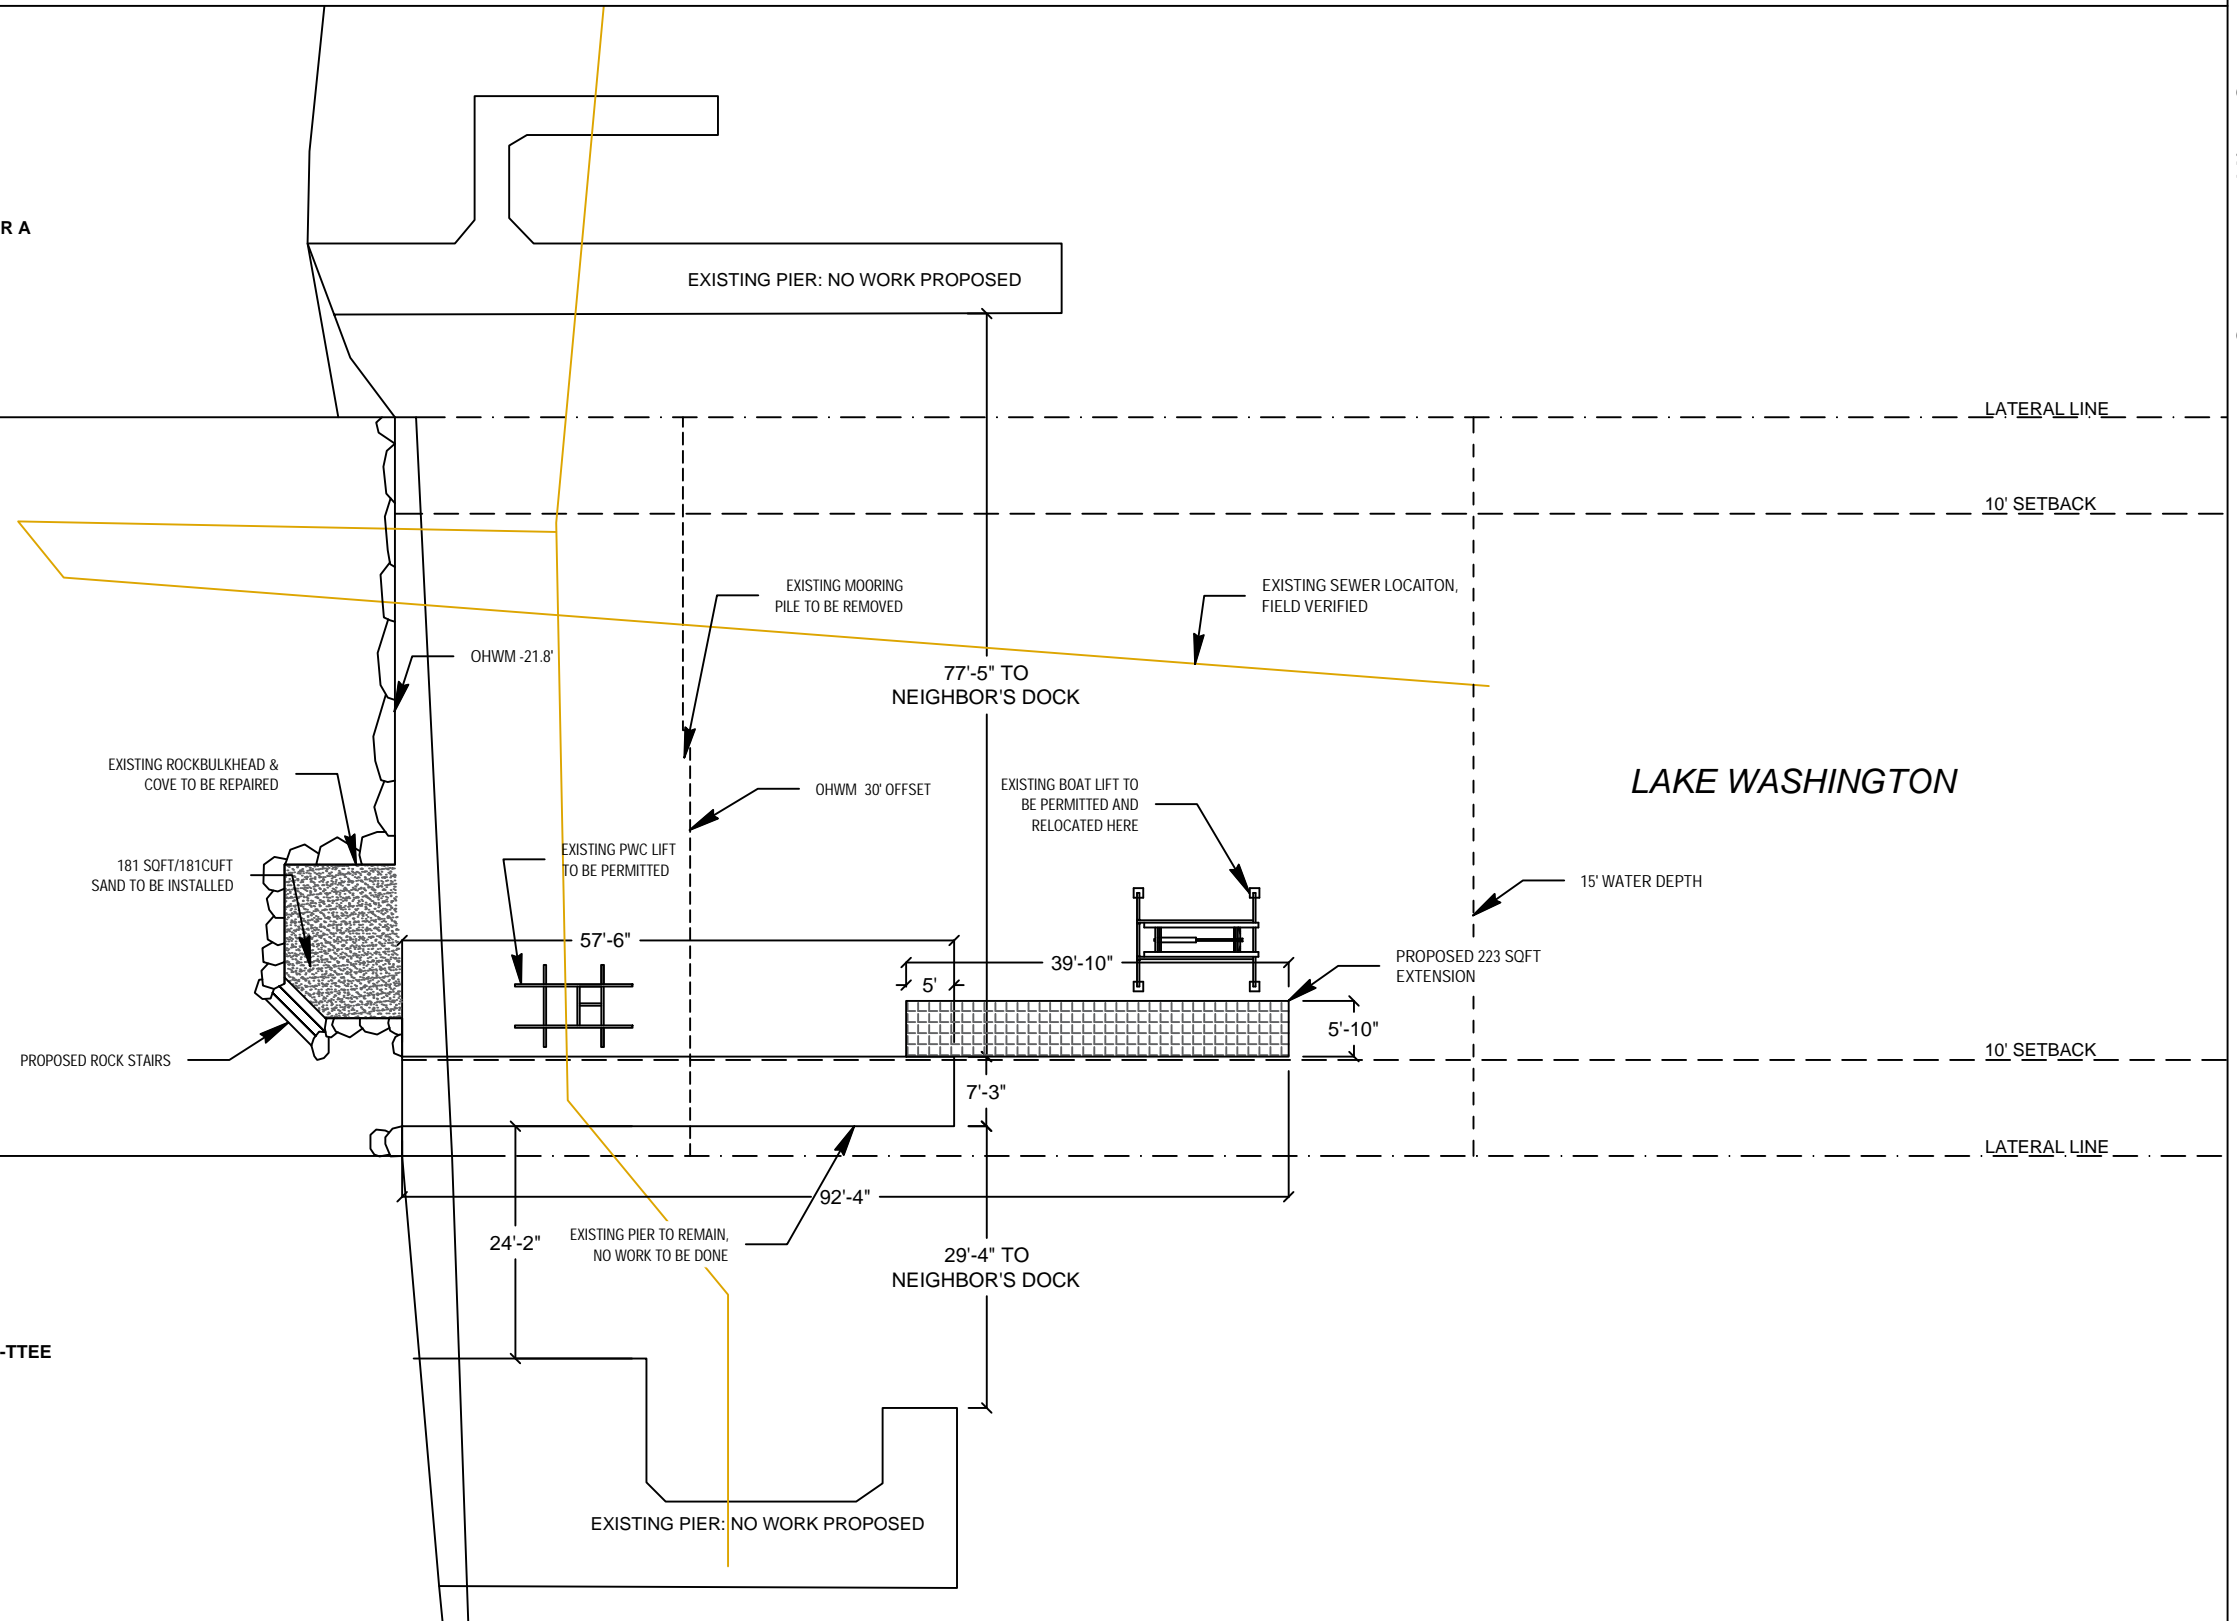 R A
EXISTING PIER: NO WORK PROPOSED
LATERAL LINE
10' SETBACK
EXISTING MOORING
PILE TO BE REMOVED
EXISTING SEWER LOCAITON,
FIELD VERIFIED
OHWM -21.8'
77'-5" TO
NEIGHBOR'S DOCK
EXISTING ROCKBULKHEAD &
COVE TO BE REPAIRED
OHWM 30' OFFSET
EXISTING BOAT LIFT TO
BE PERMITTED AND
RELOCATED HERE
LAKE WASHINGTON
181 SQFT/181CUFT
SAND TO BE INSTALLED
EXISTING PWC LIFT
TO BE PERMITTED
15' WATER DEPTH
57'-6"
39'-10"
5'
PROPOSED 223 SQFT
EXTENSION
5'-10"
PROPOSED ROCK STAIRS
10' SETBACK
7'-3"
LATERAL LINE
92'-4"
24'-2"
EXISTING PIER TO REMAIN,
NO WORK TO BE DONE
29'-4" TO
NEIGHBOR'S DOCK
-TTEE
EXISTING PIER: NO WORK PROPOSED